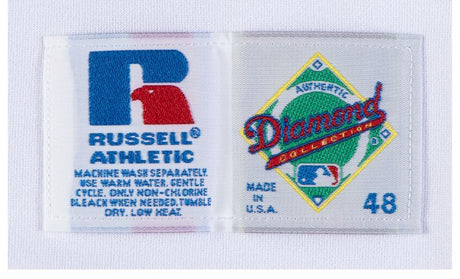 R
RUSSELL®
ATHLETIC
MACHINE WASH SEPARATELY.
USE WARM WATER. GENTLE
CYCLE. ONLY NON-CHLORINE
BLEACH WHEN NEEDED. TUMBLE
DRY. LOW HEAT.
AUTHENTIC
Diamond
COLLECTION
®
MADE
IN
U.S.A.
48